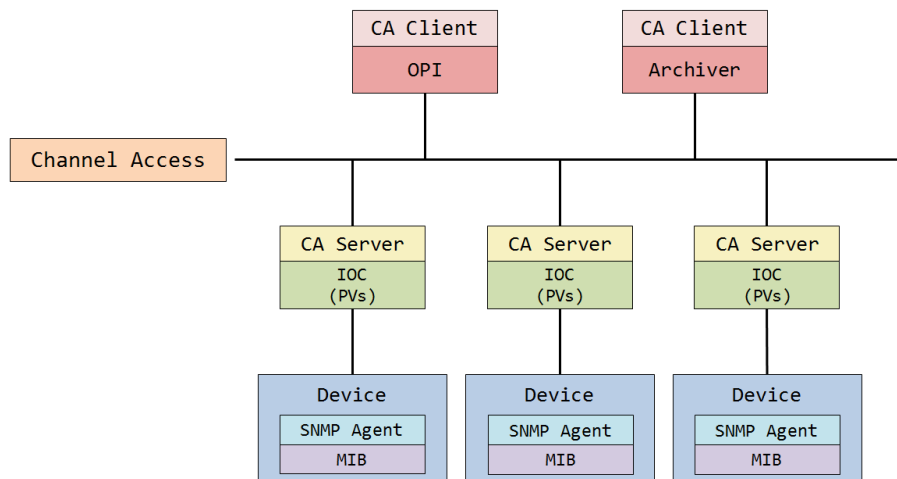 CA Client
OPI
CA Client
Archiver
Channel Access
CA Server
IOC
(PVs)
CA Server
IOC
(PVs)
CA Server
IOC
(PVs)
Device
SNMP Agent
MIB
Device
SNMP Agent
MIB
Device
SNMP Agent
MIB